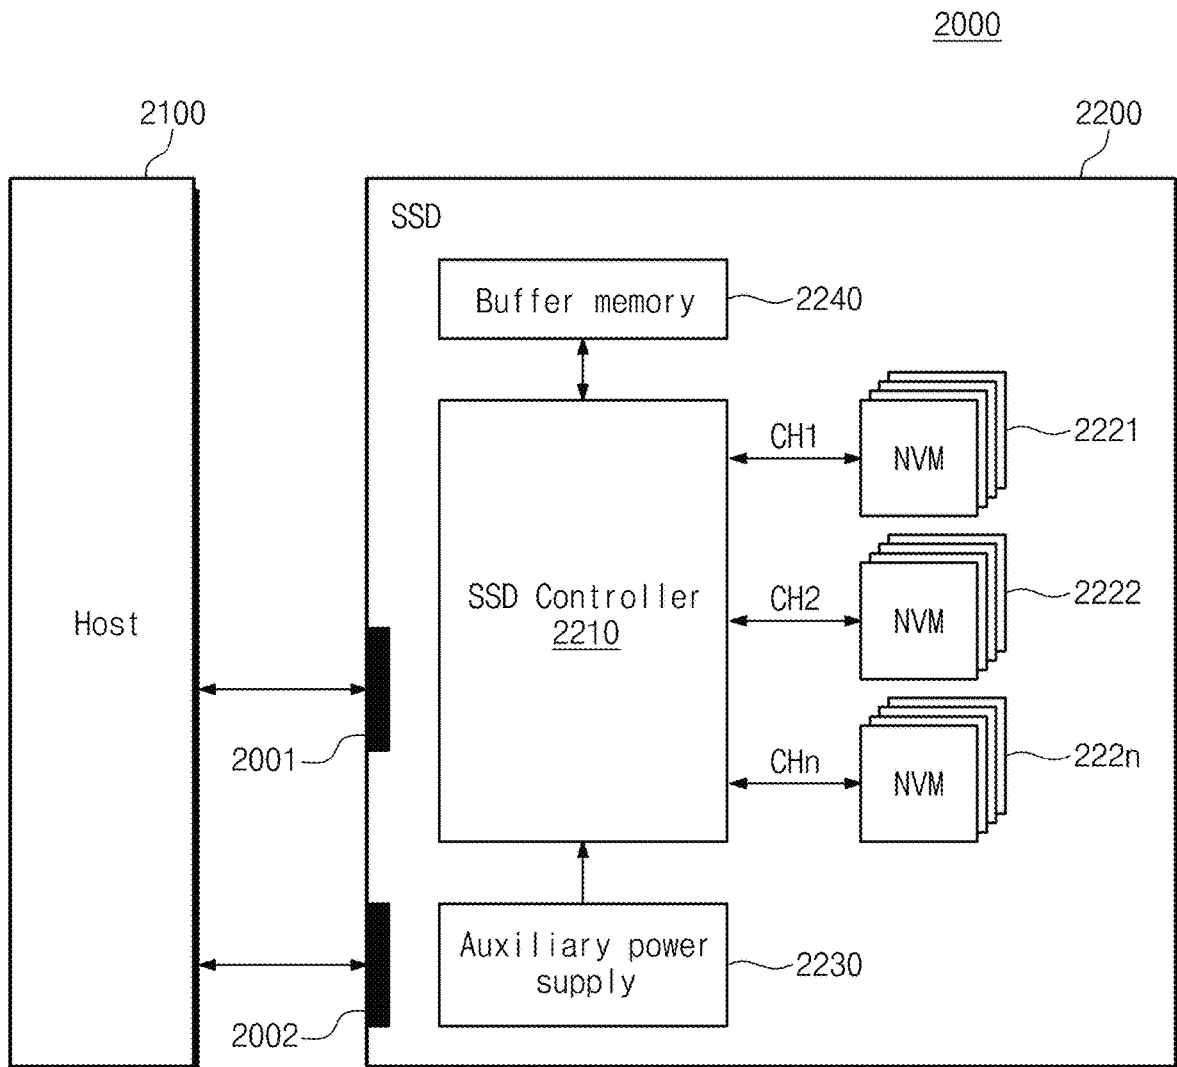 2000
2100
2200
SSD
Buffer memory
2240
CH1
NVM
2221
Host
SSD Controller
2210
CH2
NVM
2222
2001
CHn
NVM
222n
Auxiliary power
supply
2230
2002